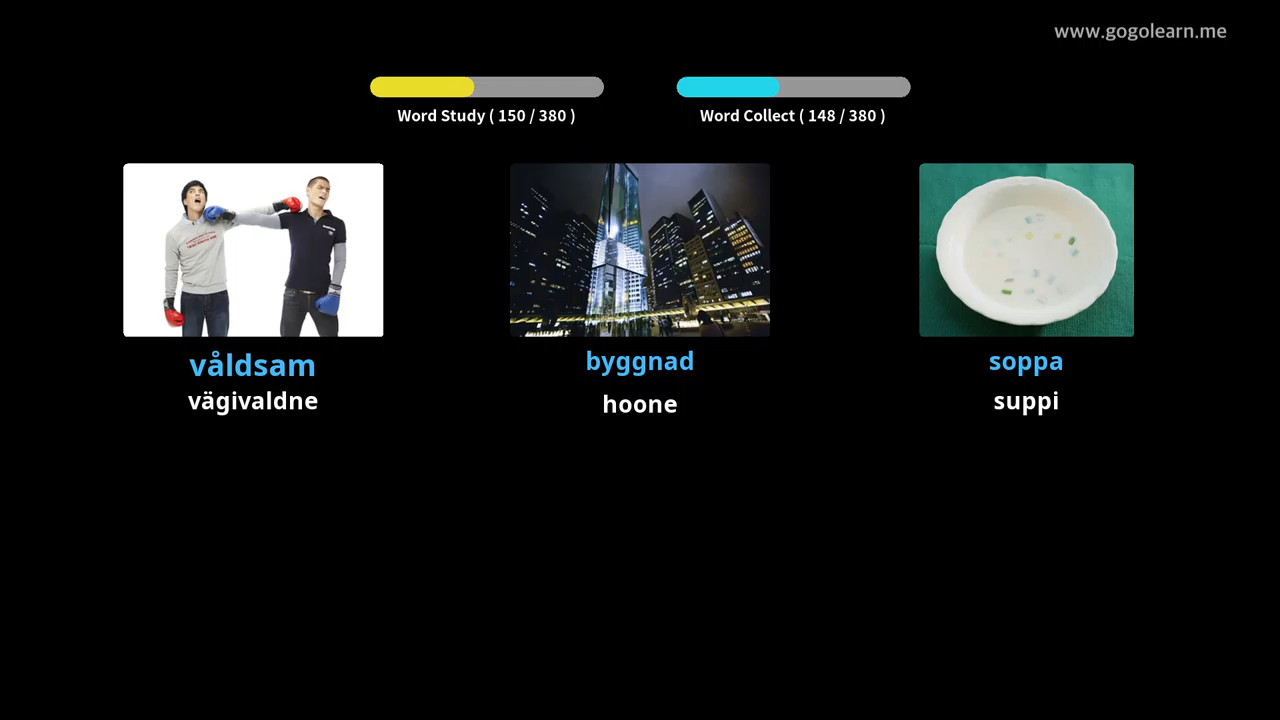 www.gogolearn.me
Word Study ( 150 / 380 )
Word Collect ( 148 / 380 )
våldsam
vägivaldne
byggnad
hoone
soppa
suppi